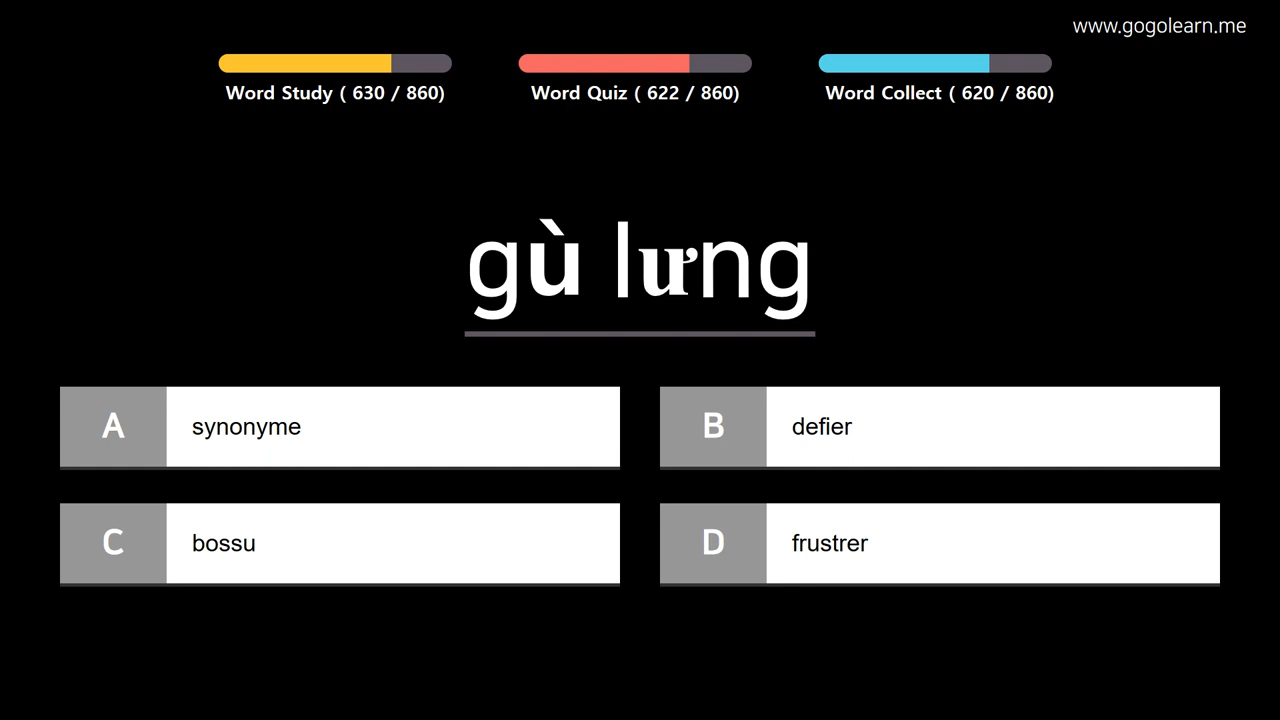 www.gogolearn.me
Word Study ( 630 / 860)
Word Quiz ( 622 / 860)
Word Collect ( 620 / 860)
gù lưng
A synonyme
B defier
C bossu
D frustrer